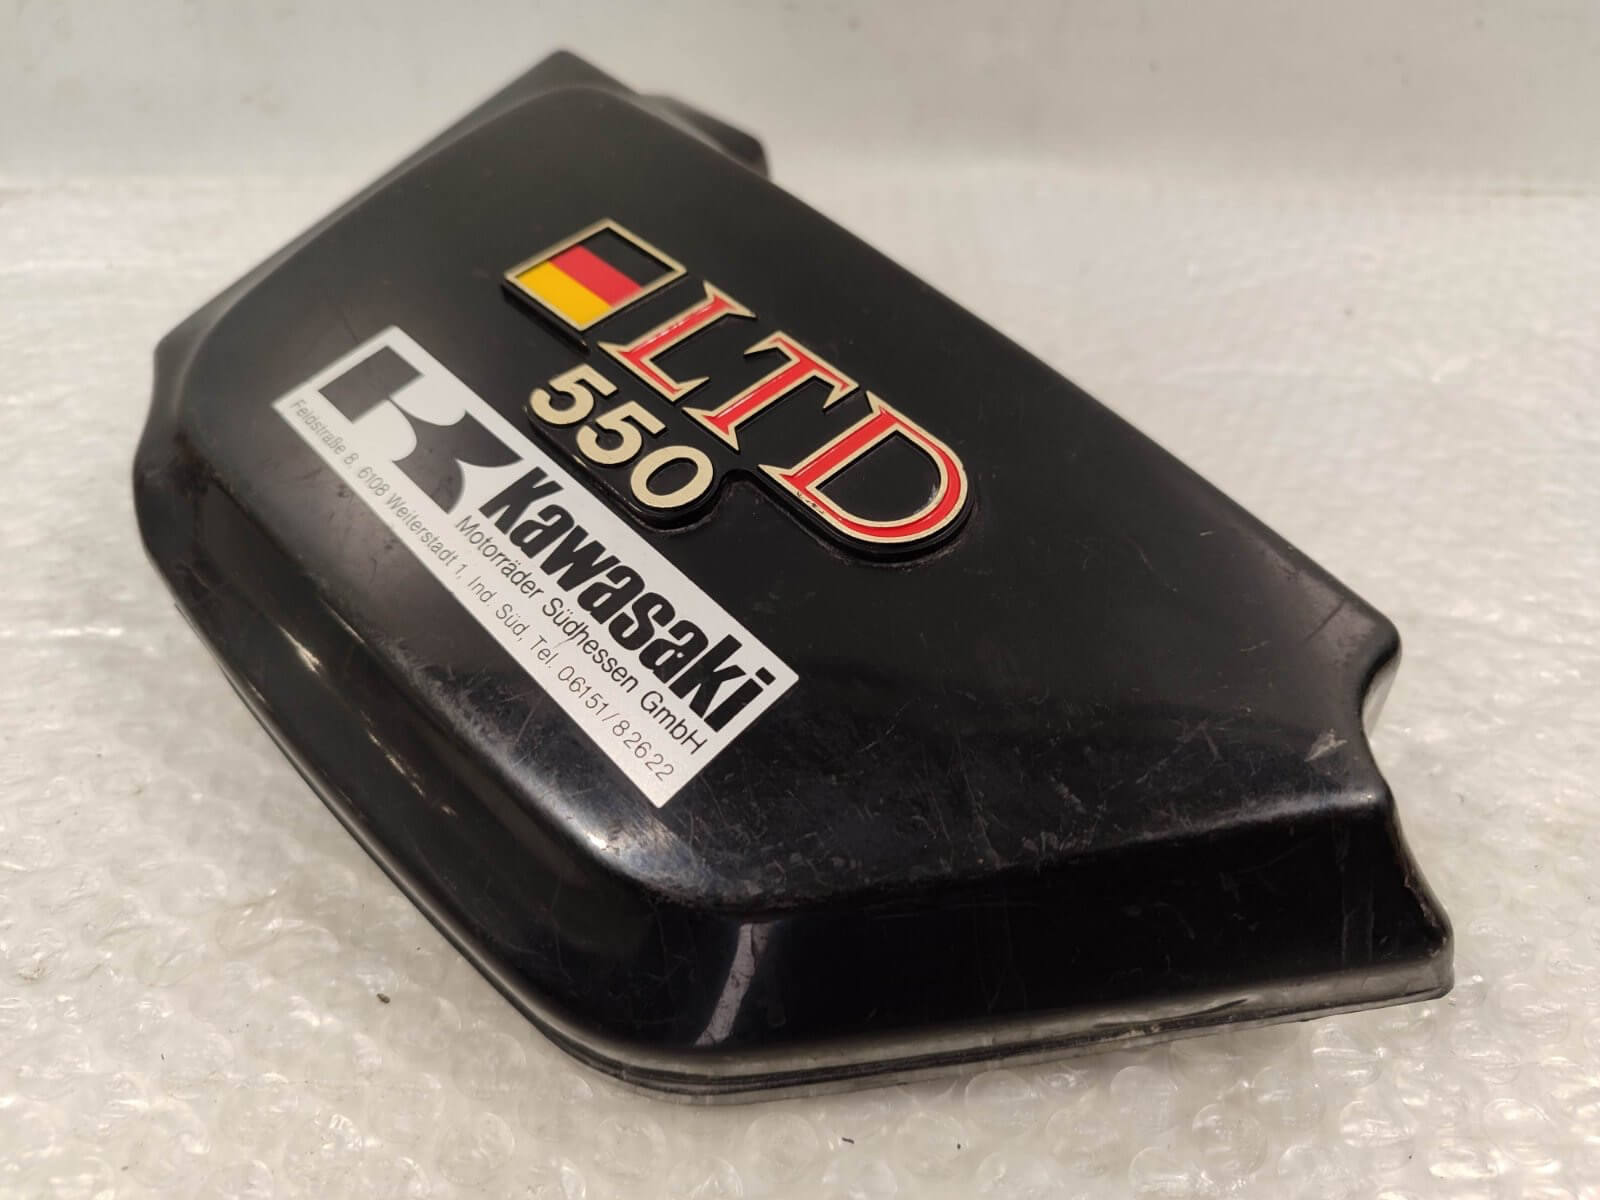 LTD
550
Kawasaki
Motorräder Südhessen GmbH
Feldstraße 8, 6108 Weiterstadt 1, Ind. Süd, Tel. 06151/82622